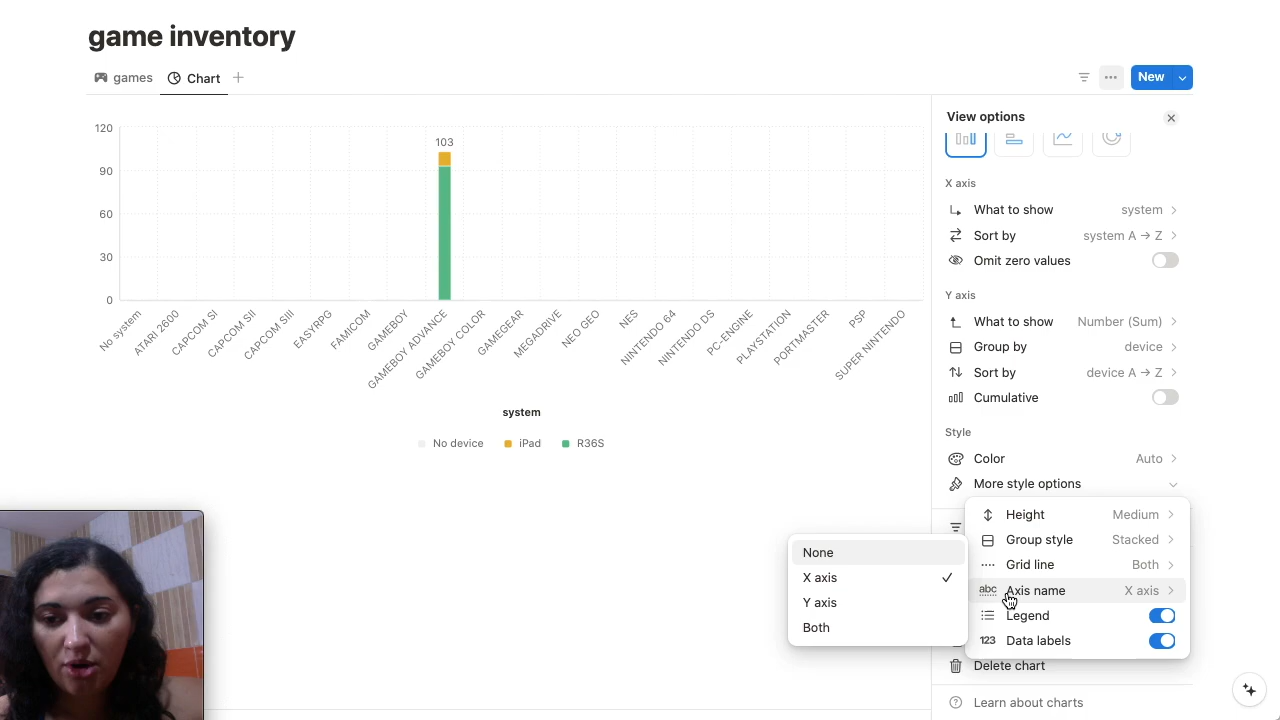 game inventory
games
Chart
New
View options
120
90
60
30
0
103
No system
ATARI 2600
CAPCOM SI
CAPCOM SII
CAPCOM SIII
EASYRPG
FAMICOM
GAMEBOY
GAMEBOY ADVANCE
GAMEBOY COLOR
GAMEGEAR
MEGADRIVE
NEO GEO
NES
NINTENDO 64
NINTENDO DS
PC-ENGINE
PLAYSTATION
PORTMASTER
PSP
SUPER NINTENDO
system
No device
iPad
R36S
X axis
What to show system
Sort by system A → Z
Omit zero values
Y axis
What to show Number (Sum)
Group by device
Sort by device A → Z
Cumulative
Style
Color Auto
More style options
Height Medium
Group style Stacked
Grid line Both
abc Axis name X axis
Legend
123 Data labels
None
X axis
Y axis
Both
Delete chart
Learn about charts